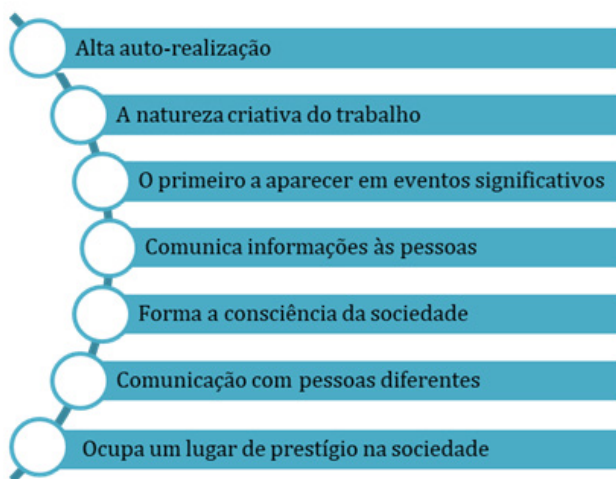 Alta auto-realização
A natureza criativa do trabalho
O primeiro a aparecer em eventos significativos
Comunica informações às pessoas
Forma a consciência da sociedade
Comunicação com pessoas diferentes
Ocupa um lugar de prestígio na sociedade